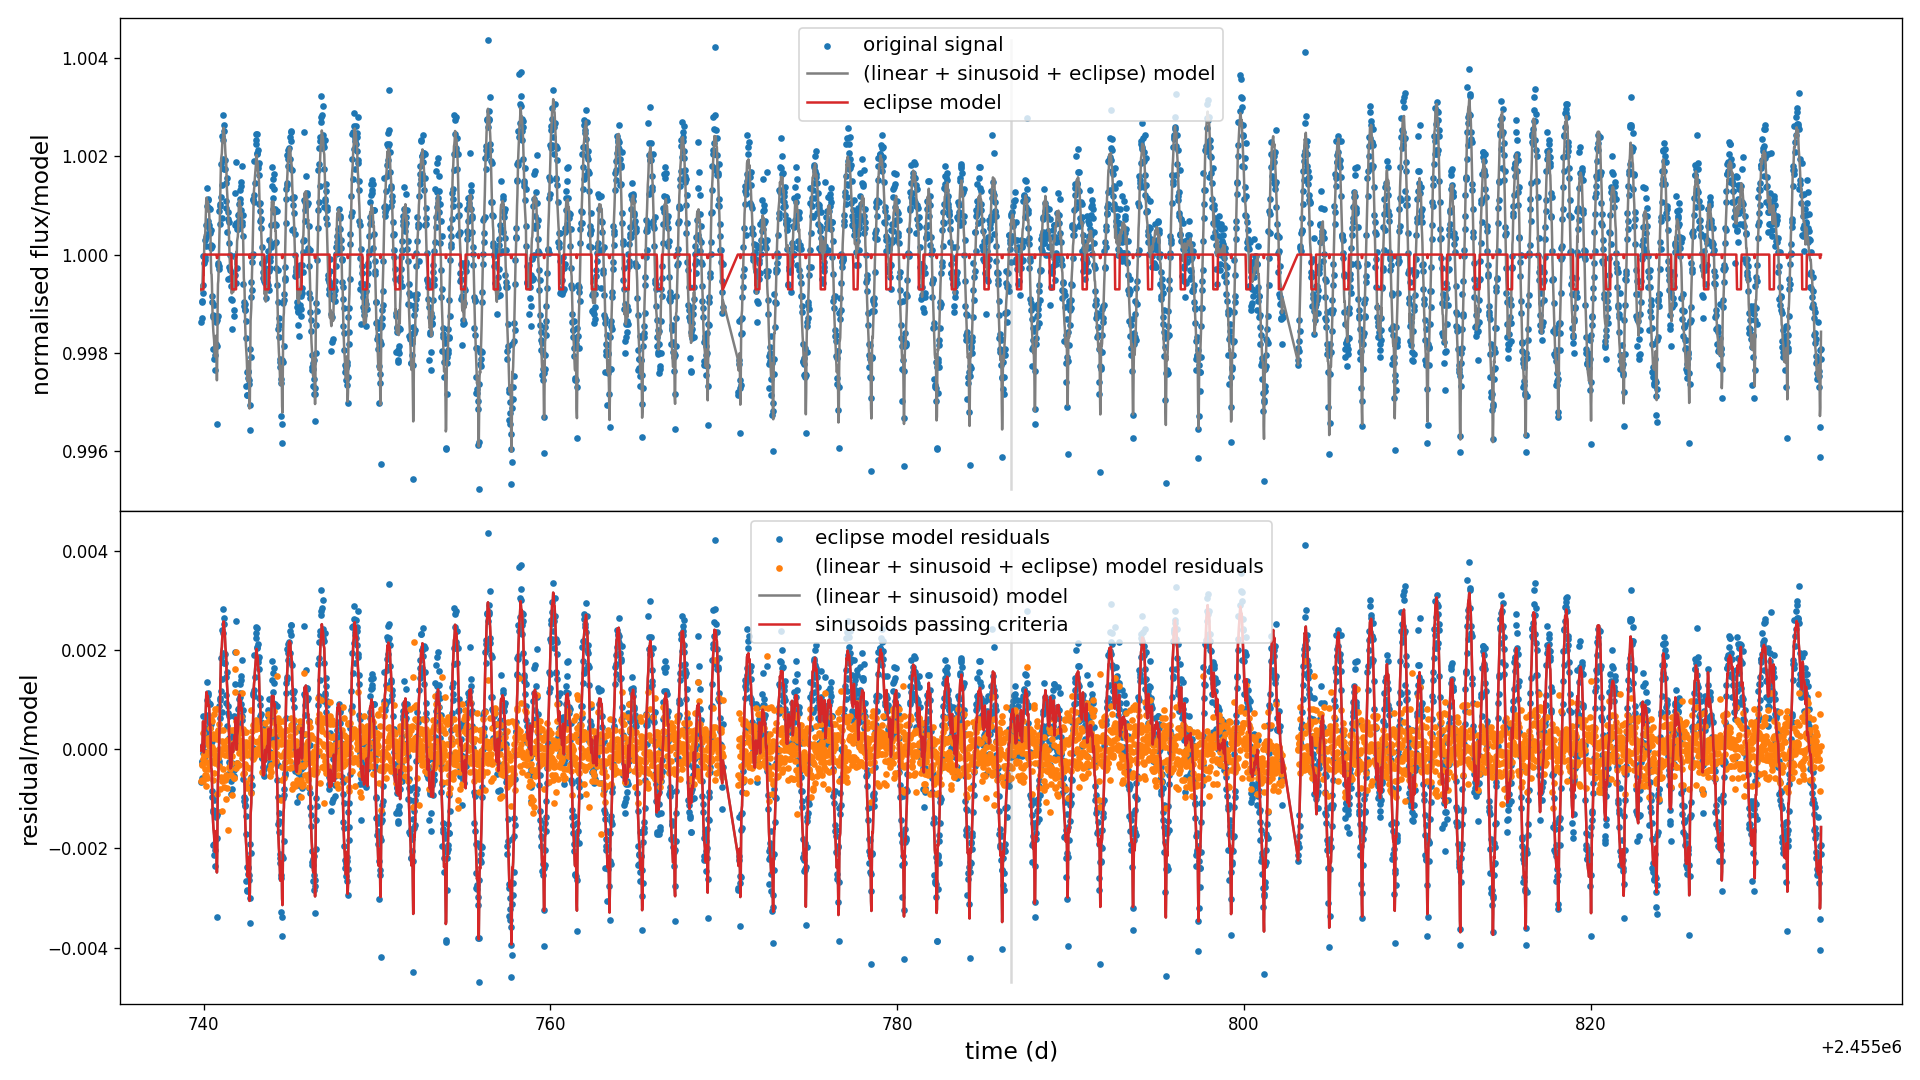 original signal
(linear + sinusoid + eclipse) model
eclipse model
normalised flux/model
1.004
1.002
1.000
0.998
0.996
eclipse model residuals
(linear + sinusoid + eclipse) model residuals
(linear + sinusoid) model
sinusoids passing criteria
residual/model
0.004
0.002
0.000
−0.002
−0.004
740
760
780
800
820
time (d)
+2.455e6